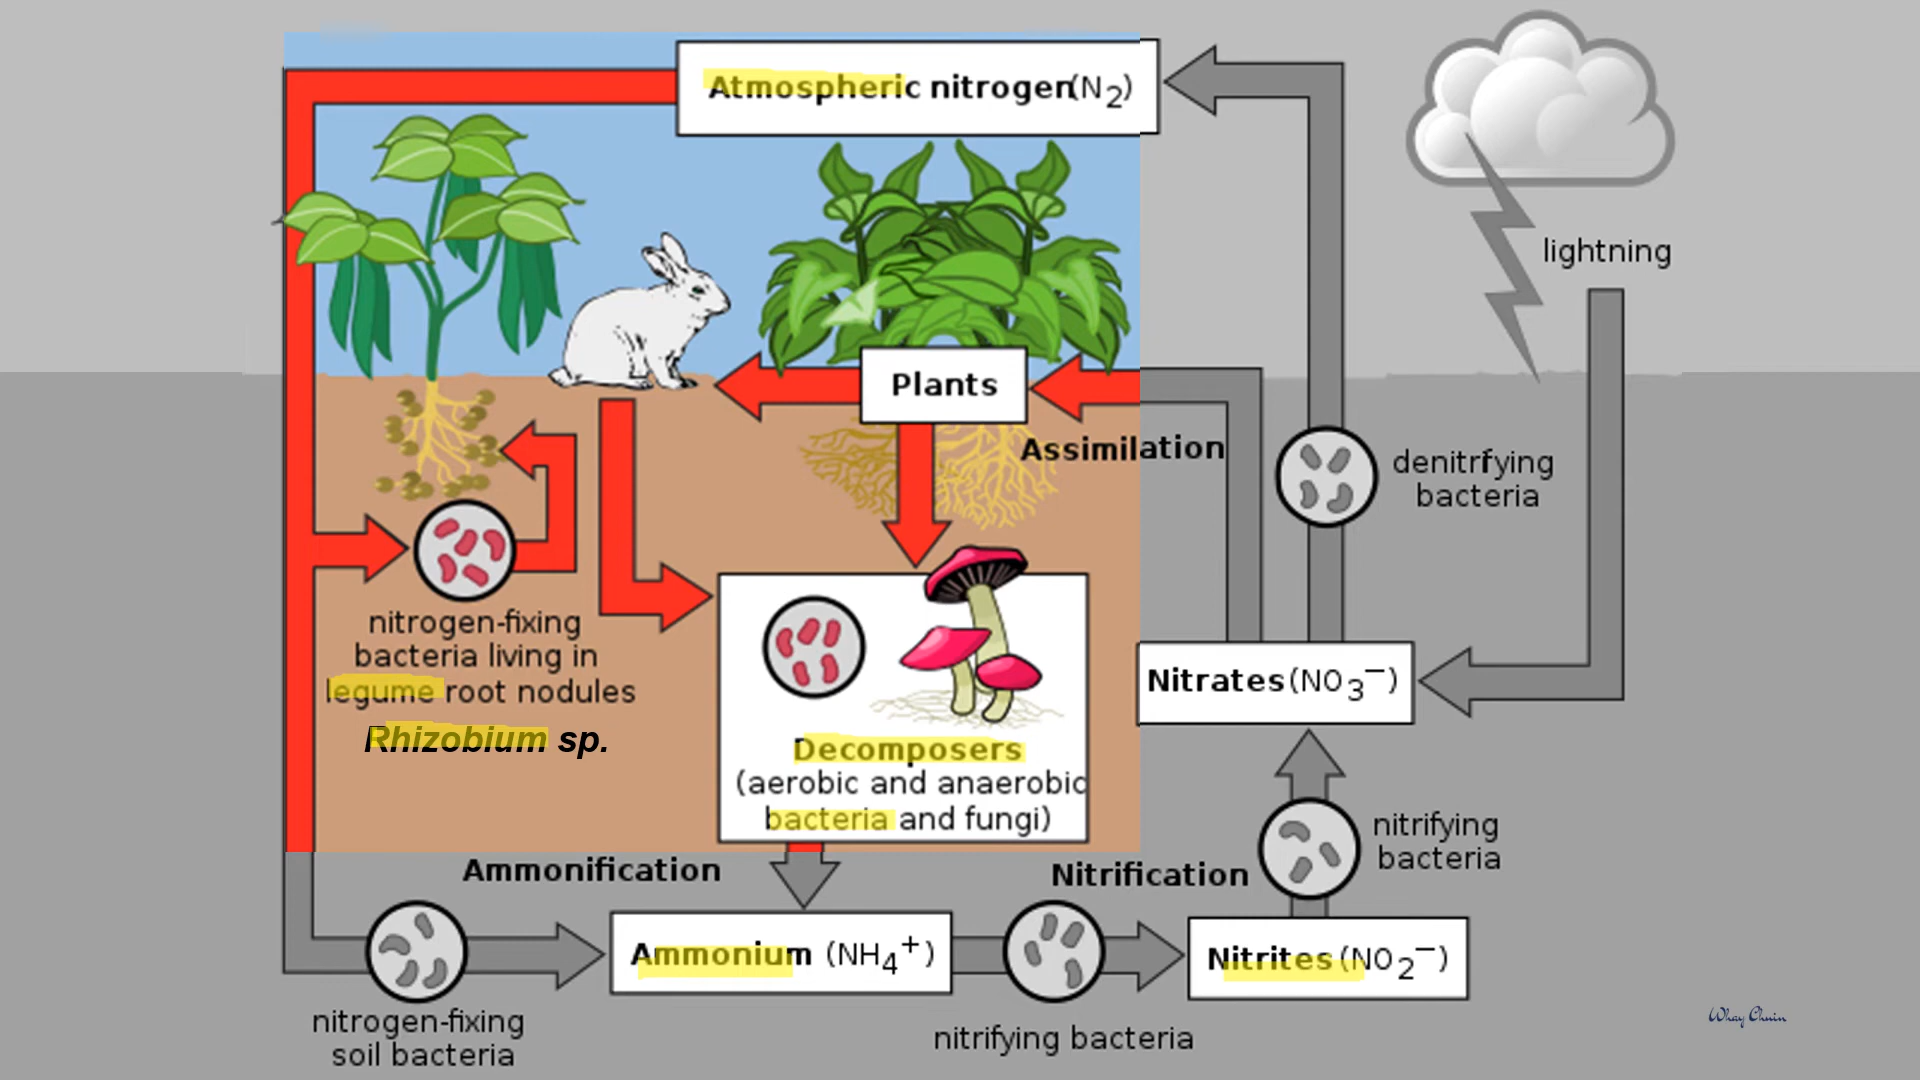 Atmospheric nitrogen (N2)
lightning
Plants
Assimilation
denitrfying
bacteria
nitrogen-fixing
bacteria living in
legume root nodules
Rhizobium sp.
Nitrates (NO3−)
Decomposers
(aerobic and anaerobic
bacteria and fungi)
nitrifying
bacteria
Ammonification
Nitrification
Ammonium (NH4+)
Nitrites (NO2−)
nitrogen-fixing
soil bacteria
nitrifying bacteria
Whay Chuin